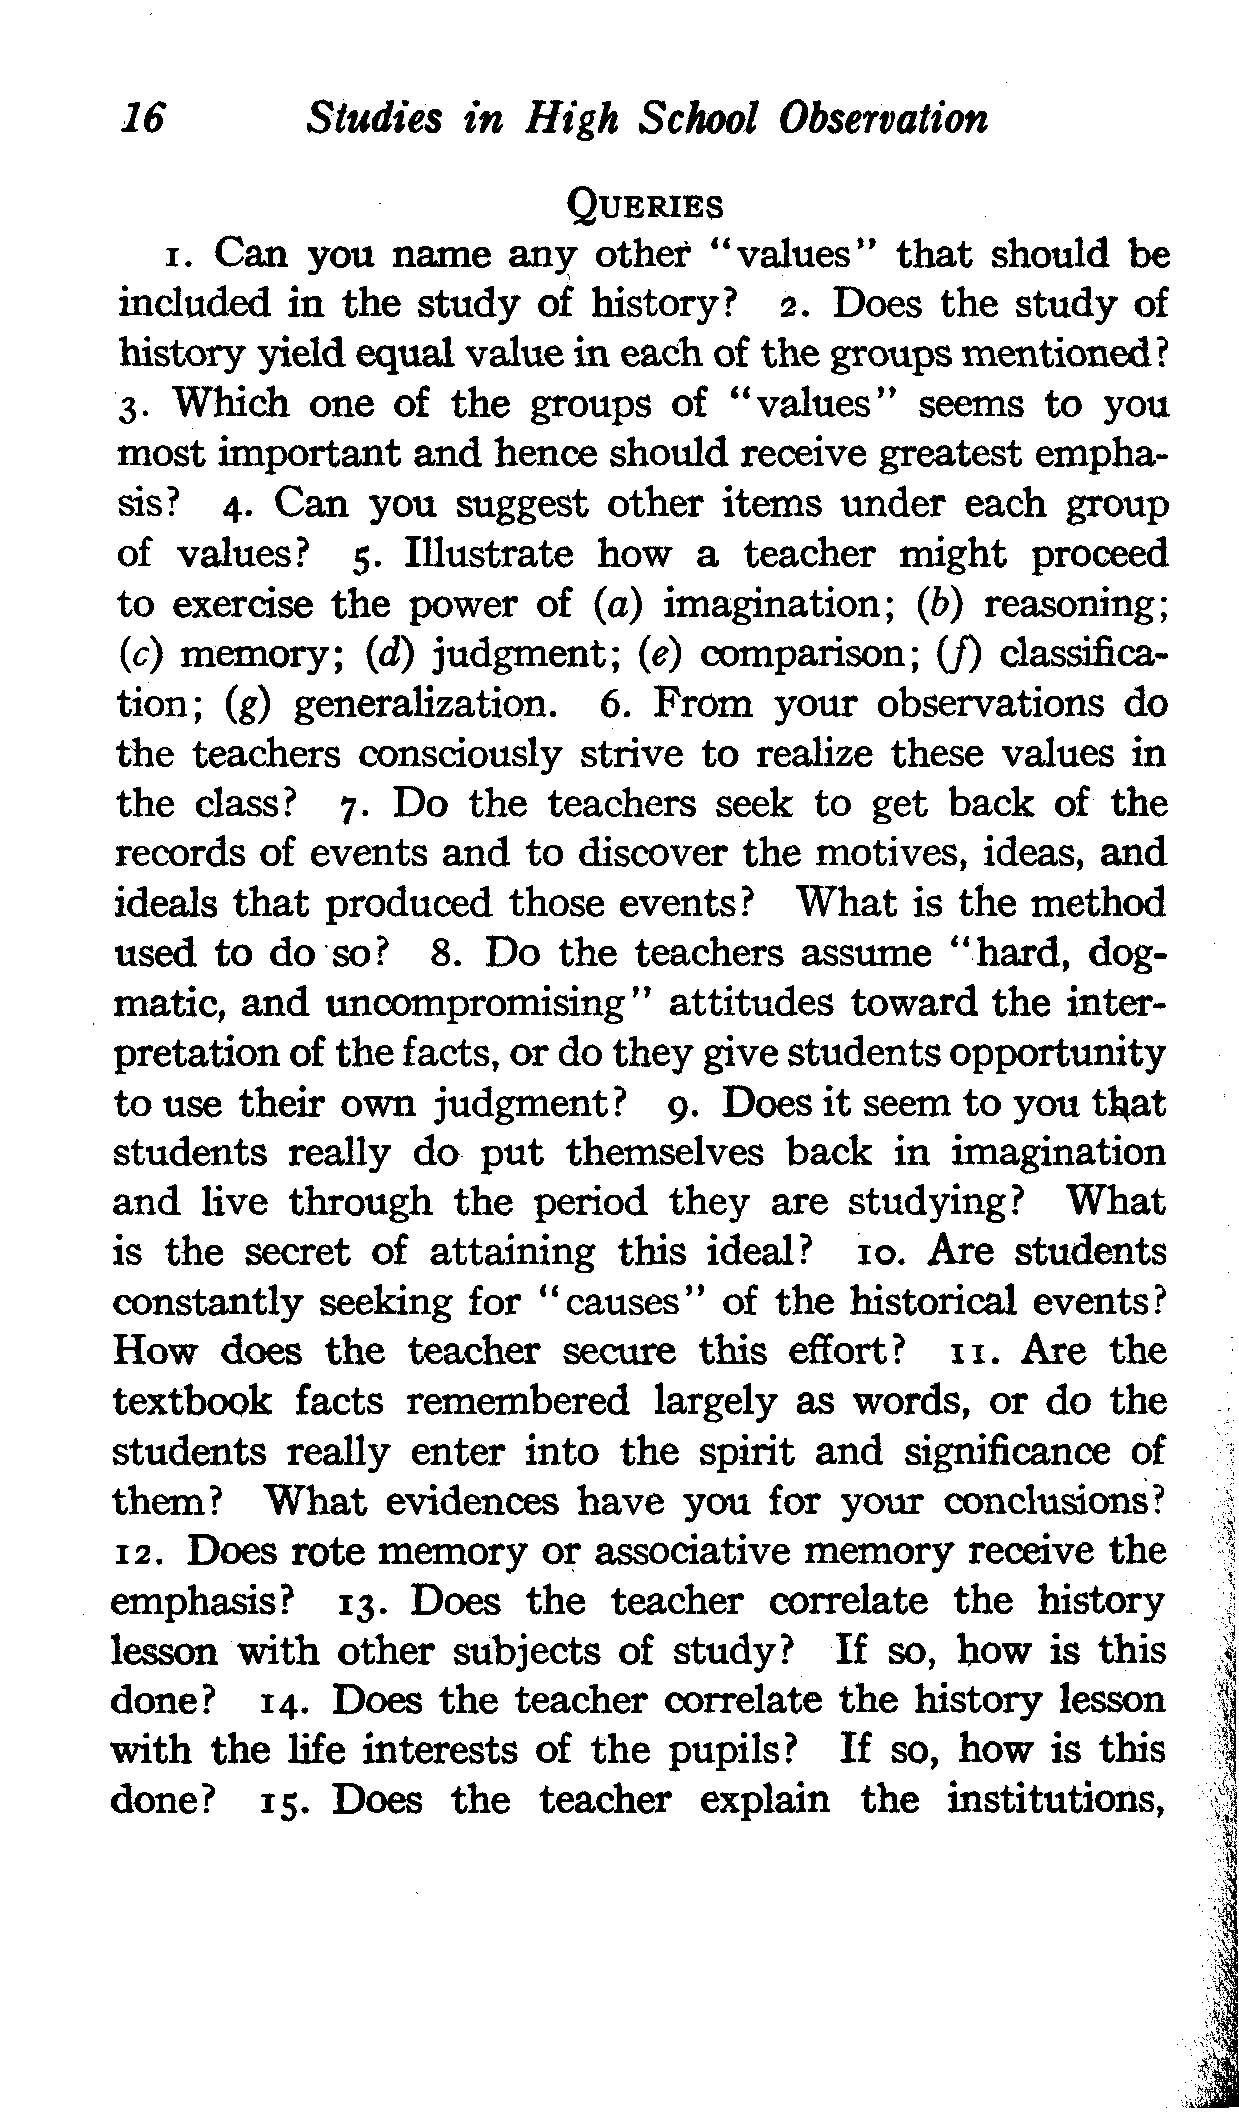 16 Studies in High School Observation
QUERIES
1. Can you name any other "values" that should be
included in the study of history? 2. Does the study of
history yield equal value in each of the groups mentioned?
3. Which one of the groups of "values" seems to you
most important and hence should receive greatest empha-
sis? 4. Can you suggest other items under each group
of values? 5. Illustrate how a teacher might proceed
to exercise the power of (a) imagination; (b) reasoning;
(c) memory; (d) judgment; (e) comparison; (f) classifica-
tion; (g) generalization. 6. From your observations do
the teachers consciously strive to realize these values in
the class? 7. Do the teachers seek to get back of the
records of events and to discover the motives, ideas, and
ideals that produced those events? What is the method
used to do so? 8. Do the teachers assume "hard, dog-
matic, and uncompromising" attitudes toward the inter-
pretation of the facts, or do they give students opportunity
to use their own judgment? 9. Does it seem to you that
students really do put themselves back in imagination
and live through the period they are studying? What
is the secret of attaining this ideal? 10. Are students
constantly seeking for "causes" of the historical events?
How does the teacher secure this effort? 11. Are the
textbook facts remembered largely as words, or do the
students really enter into the spirit and significance of
them? What evidences have you for your conclusions?
12. Does rote memory or associative memory receive the
emphasis? 13. Does the teacher correlate the history
lesson with other subjects of study? If so, how is this
done? 14. Does the teacher correlate the history lesson
with the life interests of the pupils? If so, how is this
done? 15. Does the teacher explain the institutions,